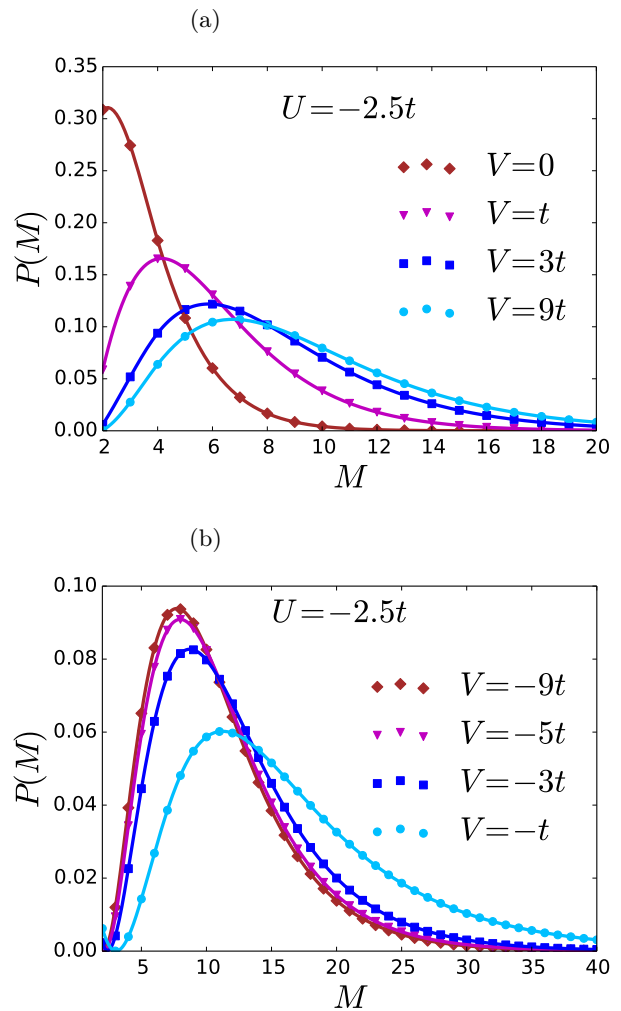 (a)
0.35
0.30
0.25
0.20
0.15
0.10
0.05
0.00
P(M)
U=−2.5t
V=0
V=t
V=3t
V=9t
2 4 6 8 10 12 14 16 18 20
M
(b)
0.10
0.08
0.06
0.04
0.02
0.00
P(M)
U=−2.5t
V=−9t
V=−5t
V=−3t
V=−t
5 10 15 20 25 30 35 40
M